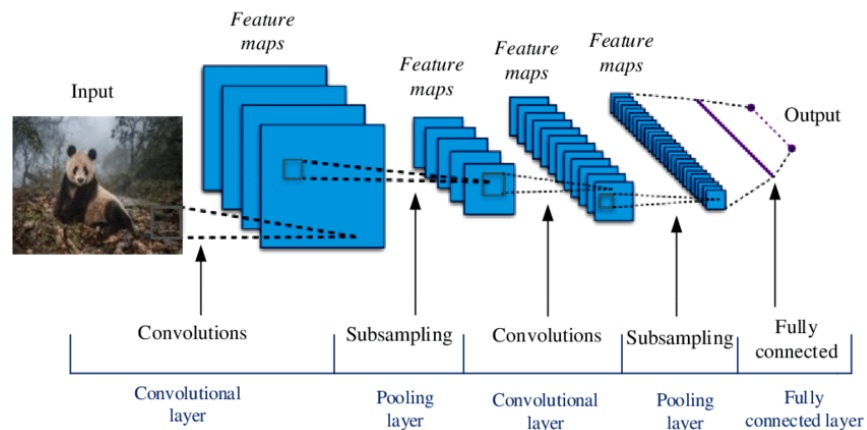 Feature
maps
Feature
maps
Feature
maps
Feature
maps
Input
Output
Convolutions
Subsampling
Convolutions
Subsampling
Fully
connected
Convolutional
layer
Pooling
layer
Convolutional
layer
Pooling
layer
Fully
connected layer